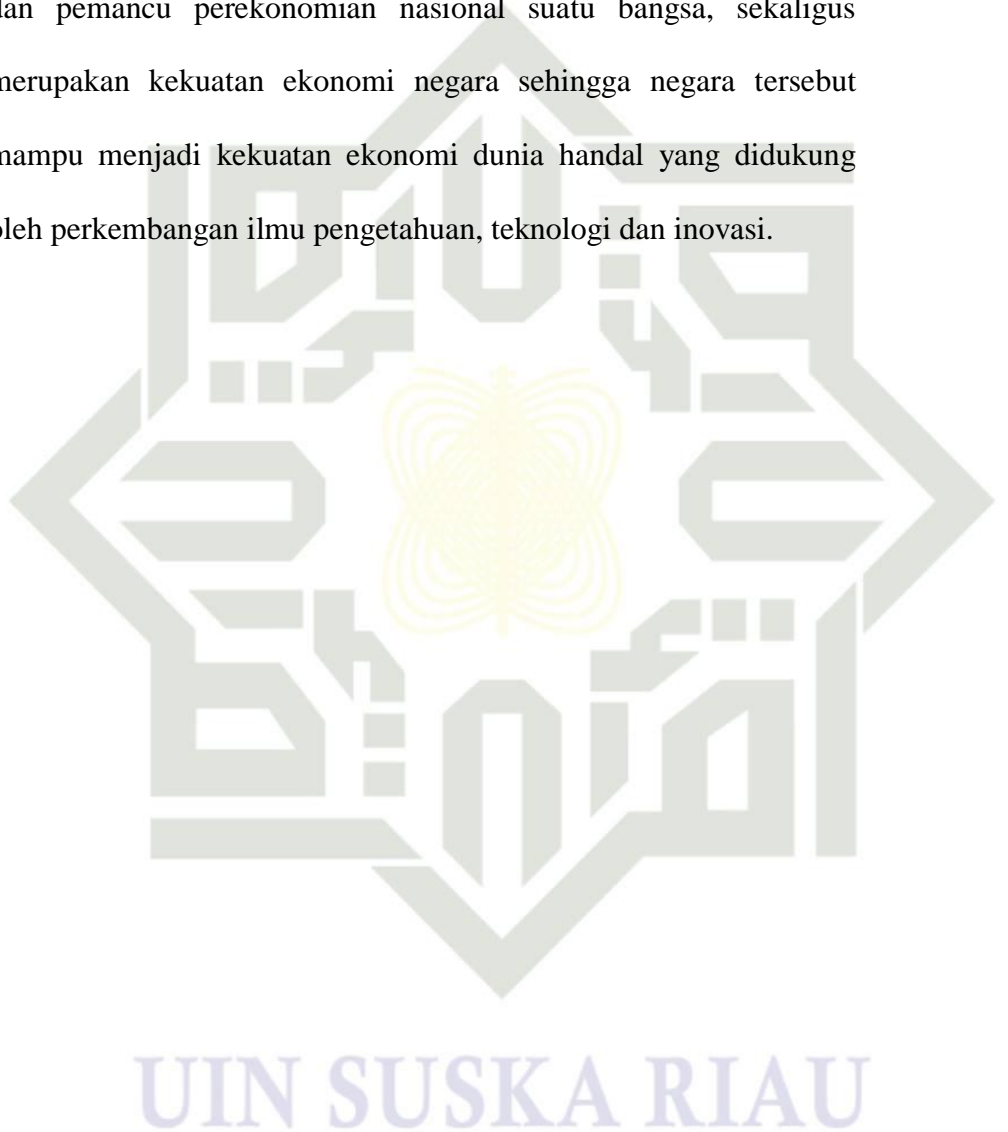 dan pemancu perekonomian nasional suatu bangsa, sekaligus
merupakan kekuatan ekonomi negara sehingga negara tersebut
mampu menjadi kekuatan ekonomi dunia handal yang didukung
oleh perkembangan ilmu pengetahuan, teknologi dan inovasi.
UIN SUSKA RIAU